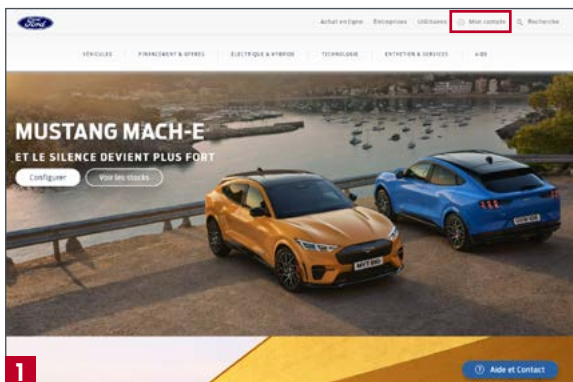 Ford
Achat en ligne Entreprises Utilitaires Mon compte Recherche
VÉHICULES FINANCEMENT & OFFRES ÉLECTRIQUE & HYBRIDE TECHNOLOGIE ENTRETIEN & SERVICES AIDE
MUSTANG MACH-E
ET LE SILENCE DEVIENT PLUS FORT
Configurer Voir les stocks
1
Aide et Contact